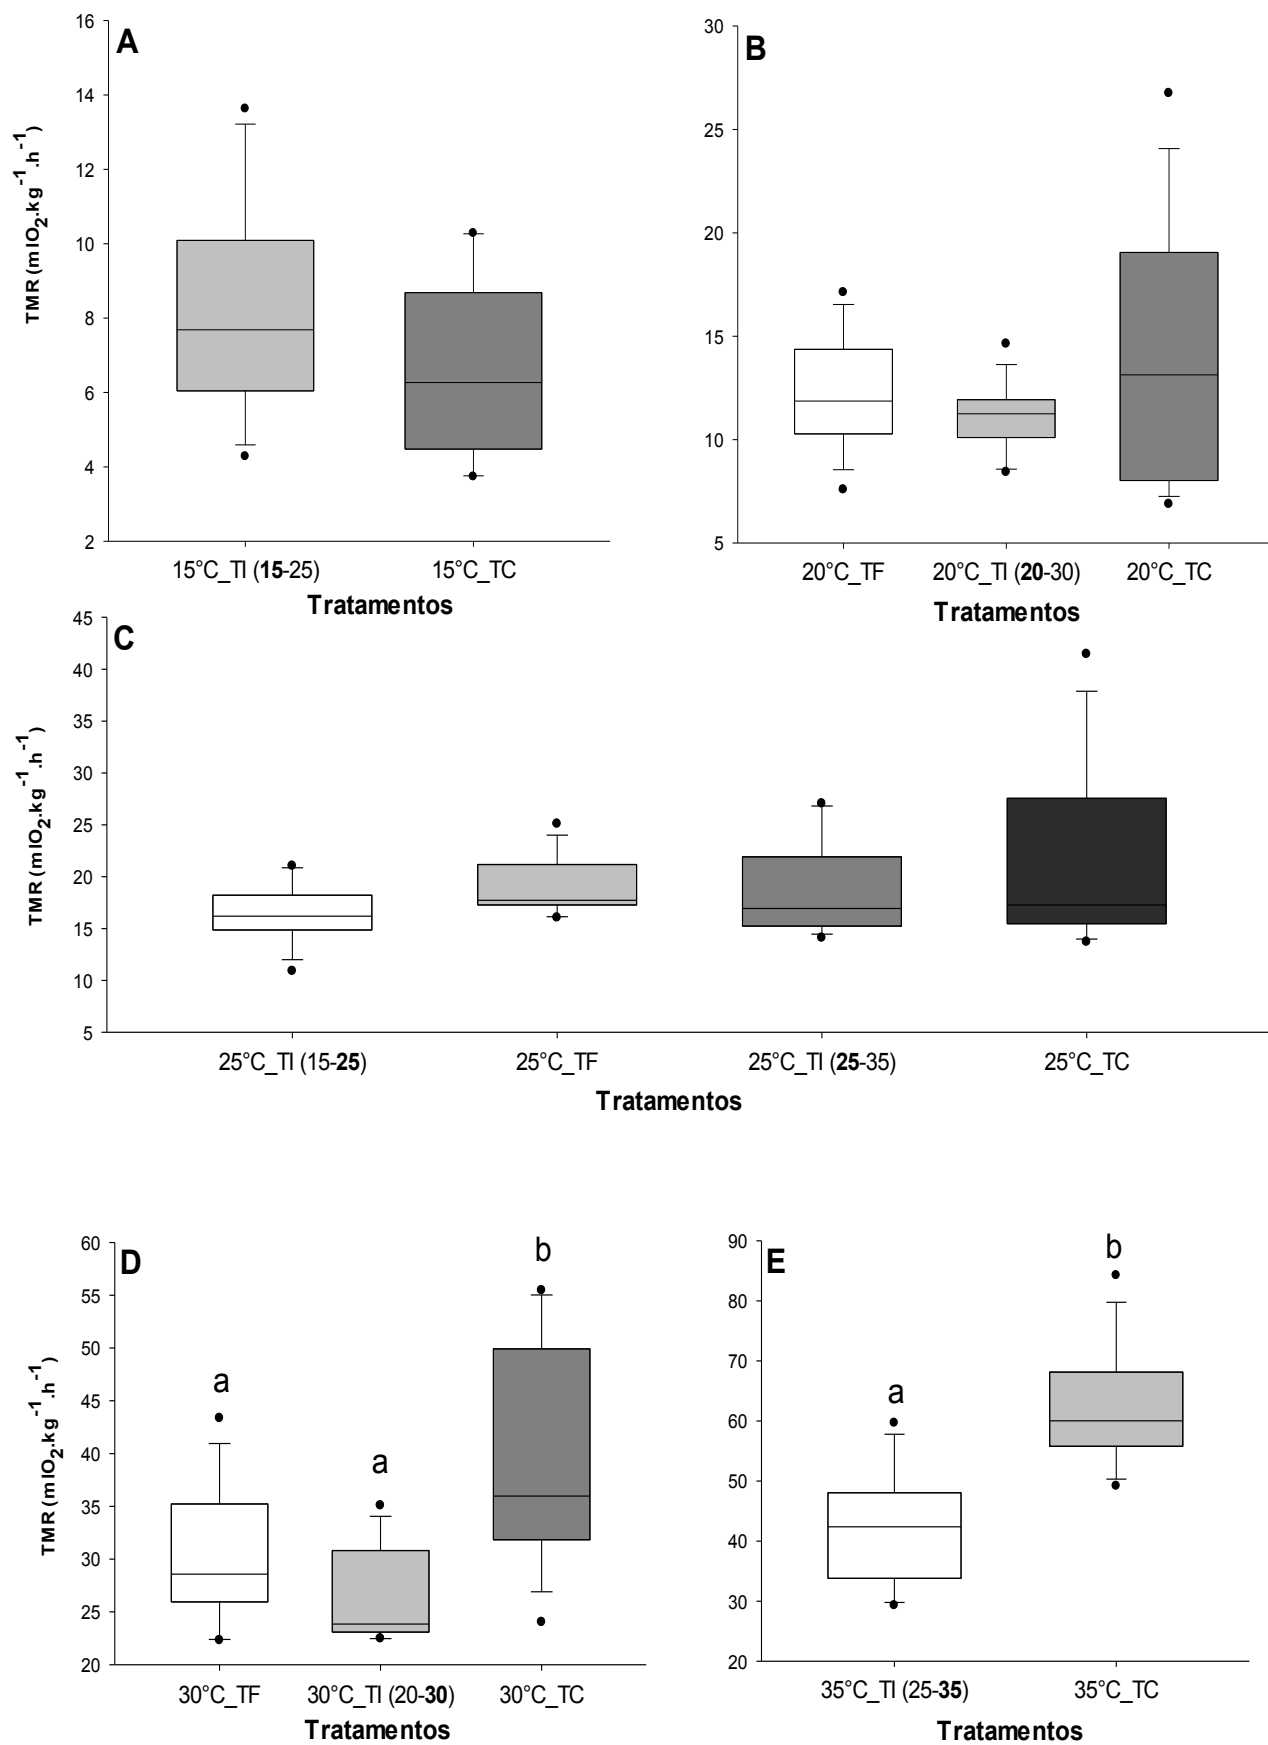 A
16
14
12
10
8
6
4
2
TMR (mlO2.kg-1.h-1)
15°C_TI (15-25) 15°C_TC
Tratamentos
B
30
25
20
15
10
5
TMR (mlO2.kg-1.h-1)
20°C_TF 20°C_TI (20-30) 20°C_TC
Tratamentos
C
45
40
35
30
25
20
15
10
5
TMR (mlO2.kg-1.h-1)
25°C_TI (15-25) 25°C_TF 25°C_TI (25-35) 25°C_TC
Tratamentos
D
60
55
50
45
40
35
30
25
20
TMR (mlO2.kg-1.h-1)
a
a
b
30°C_TF 30°C_TI (20-30) 30°C_TC
Tratamentos
E
90
80
70
60
50
40
30
20
a
b
35°C_TI (25-35) 35°C_TC
Tratamentos